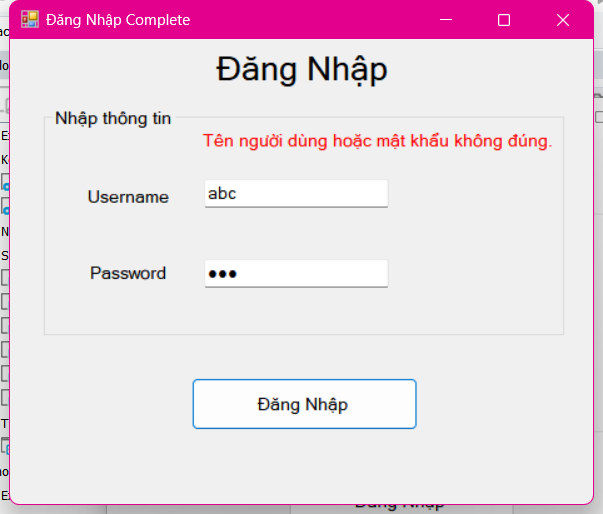 Đăng Nhập Complete
Đăng Nhập
Nhập thông tin
Tên người dùng hoặc mật khẩu không đúng.
Username abc
Password •••
Đăng Nhập